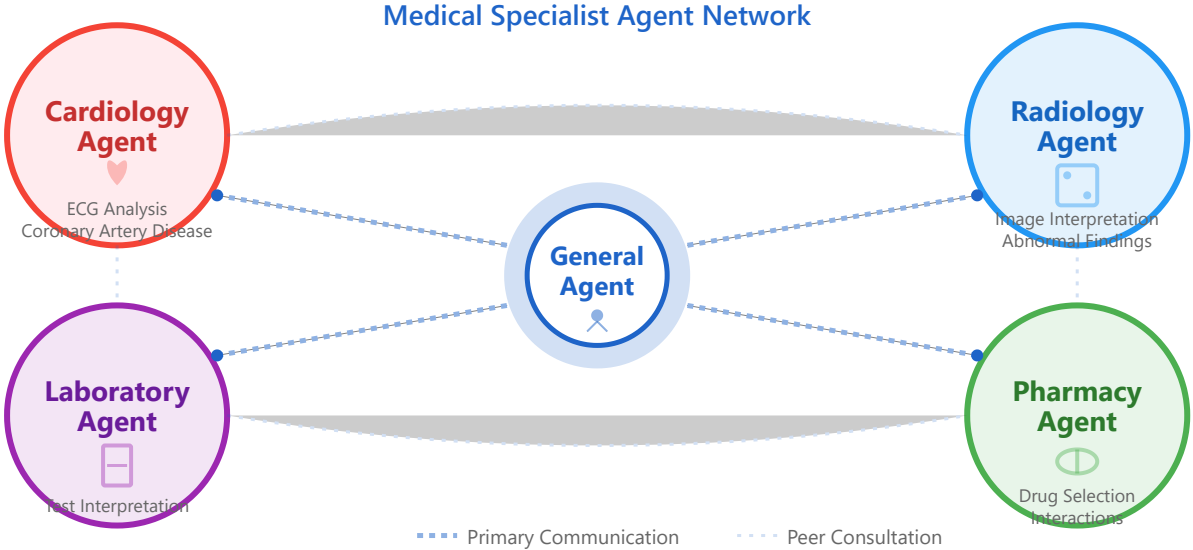 Medical Specialist Agent Network
Cardiology
Agent
ECG Analysis
Coronary Artery Disease
Radiology
Agent
Image Interpretation
Abnormal Findings
General
Agent
Laboratory
Agent
Test Interpretation
Pharmacy
Agent
Drug Selection
Interactions
Primary Communication
Peer Consultation